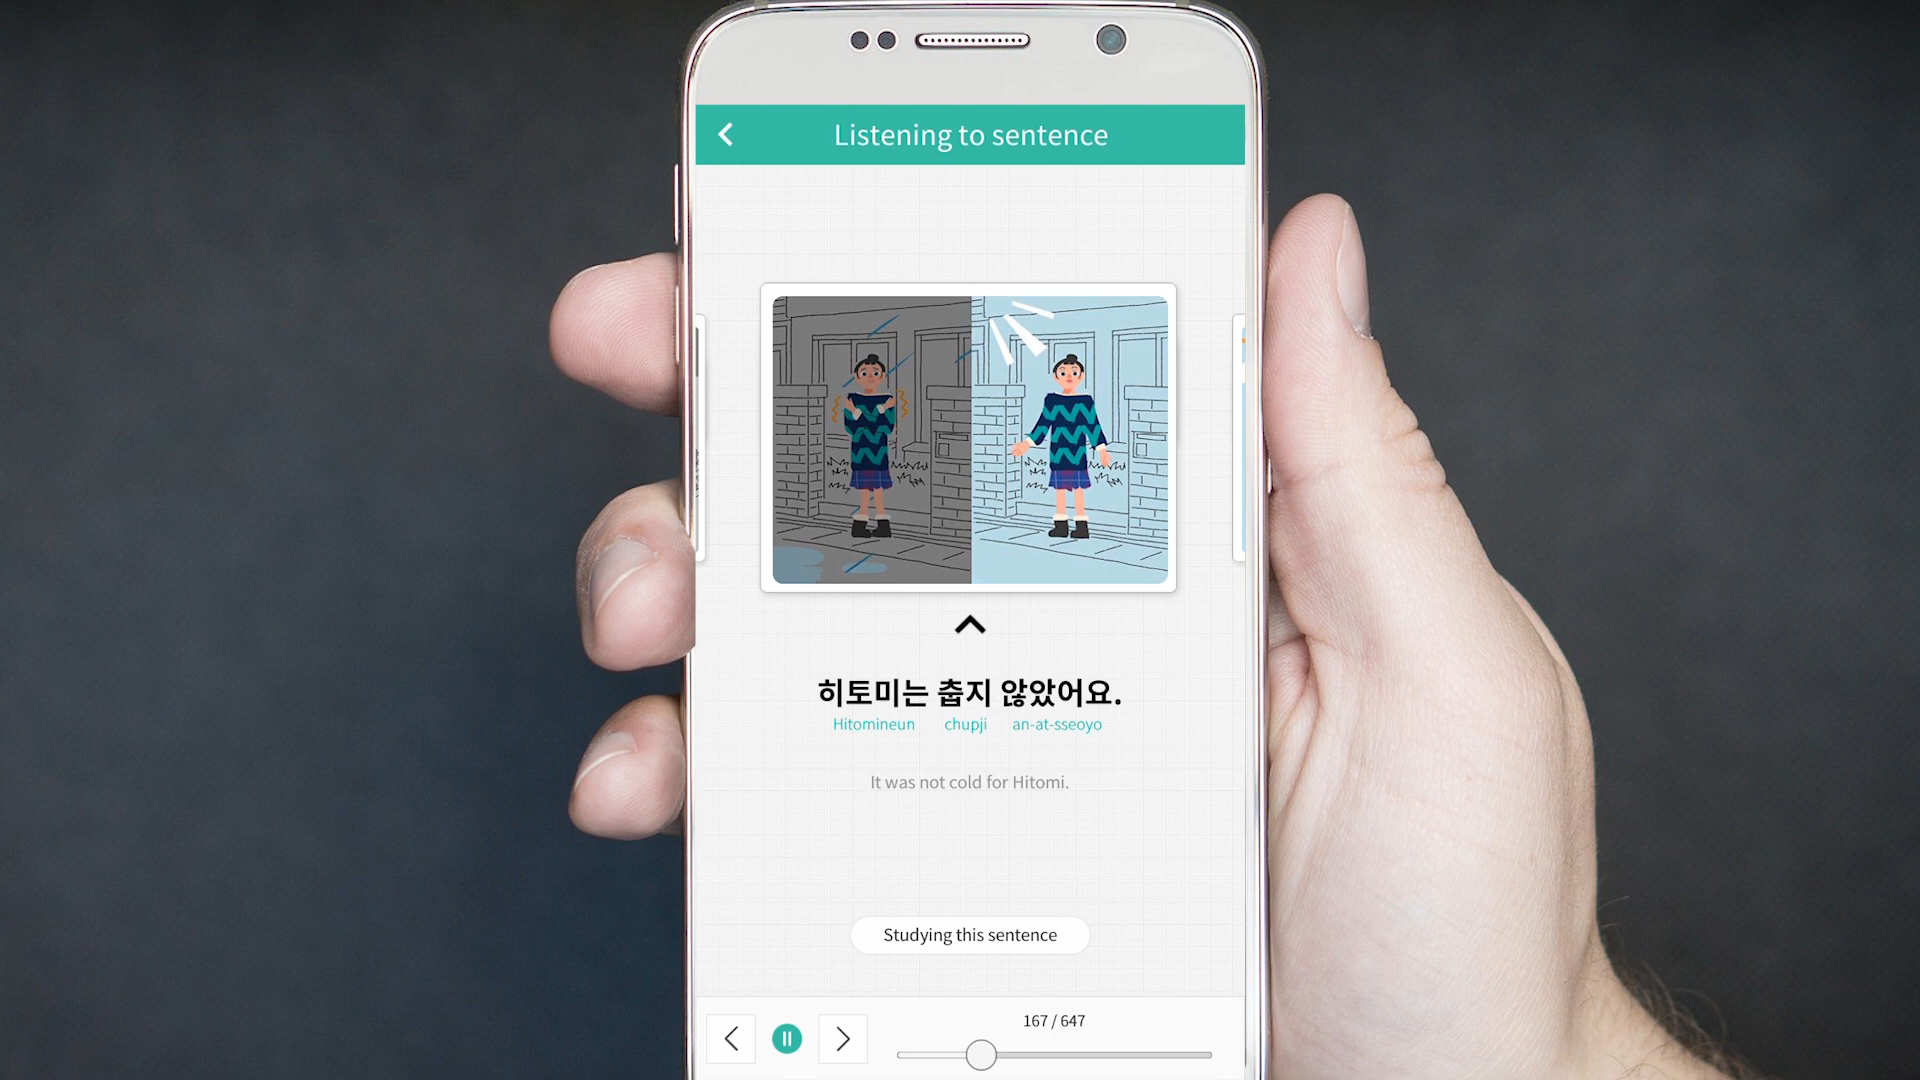 Listening to sentence
히토미는 춥지 않았어요.
Hitomineun chupji an-at-sseoyo
It was not cold for Hitomi.
Studying this sentence
167 / 647